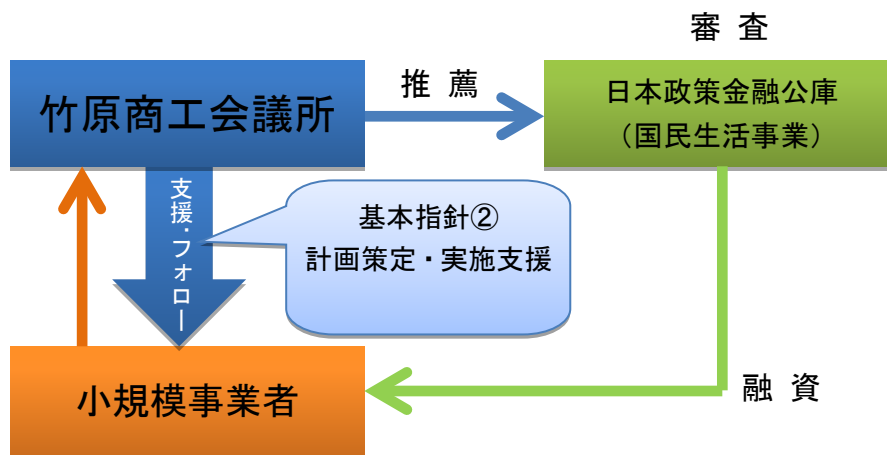 審 査
竹原商工会議所
推 薦
日本政策金融公庫
（国民生活事業）
支援・フォロー
基本指針②
計画策定・実施支援
小規模事業者
融 資